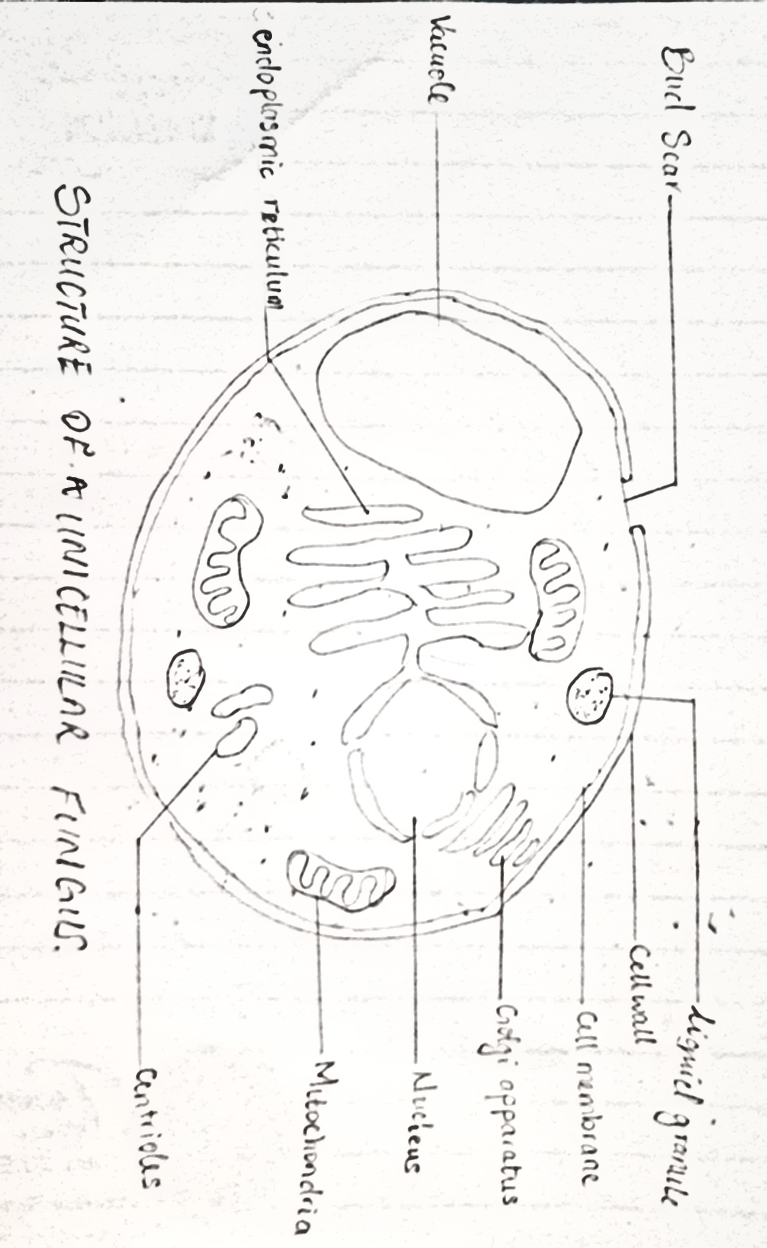 Bud Scar
Vacuole
endoplasmic reticulum
Liquid granule
Cell wall
Cell membrane
Golgi apparatus
Nucleus
Mitochondria
Centrioles
STRUCTURE OF A UNICELLULAR FUNGUS.